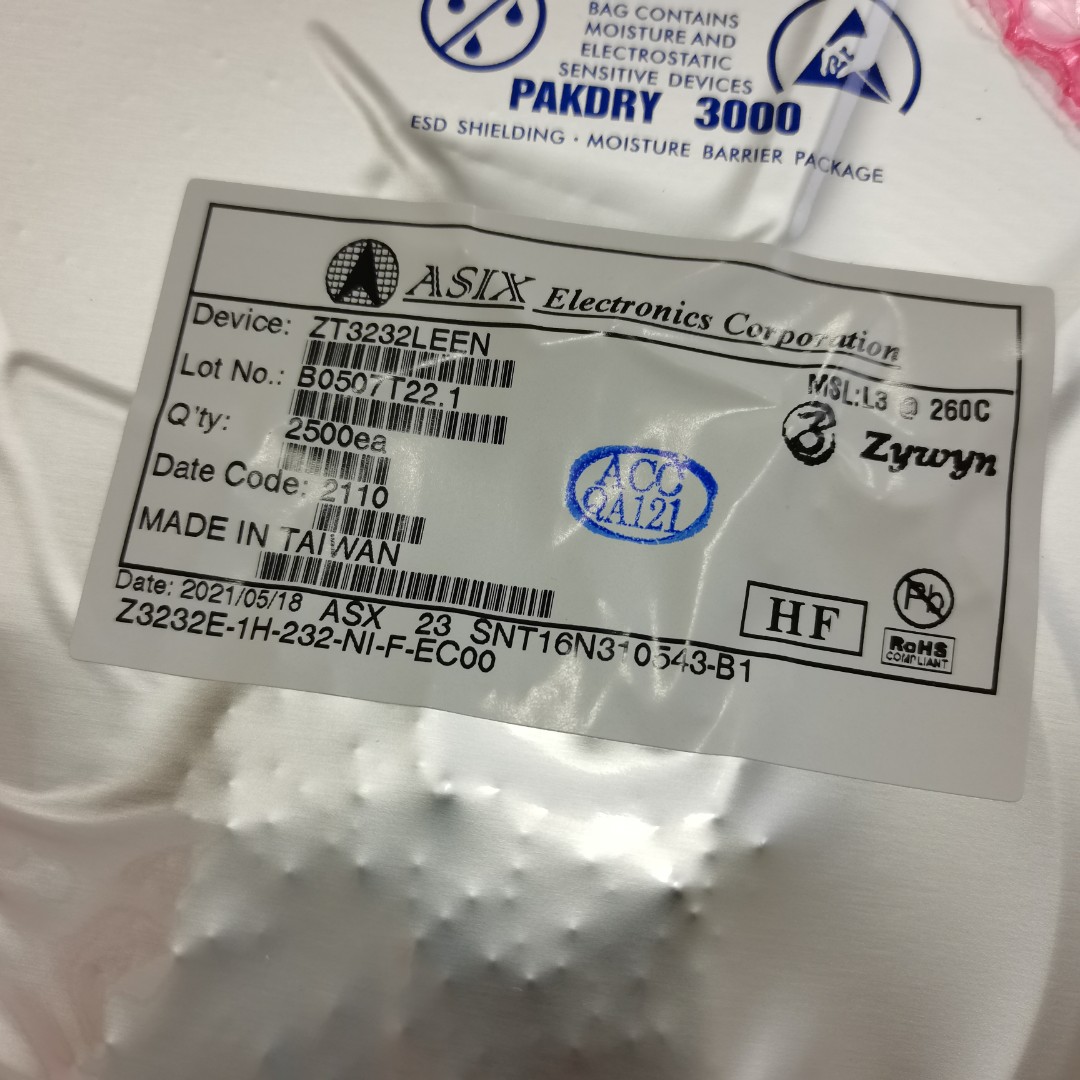 BAG CONTAINS
MOISTURE AND
ELECTROSTATIC
SENSITIVE DEVICES
PAKDRY 3000
ESD SHIELDING · MOISTURE BARRIER PACKAGE
ASIX Electronics Corporation
Device: ZT3232LEEN
Lot No.: B0507T22.1
MSL:L3 @ 260C
Zywyn
Q'ty: 2500ea
Date Code: 2110
ACC
QA121
MADE IN TAIWAN
Date: 2021/05/18 ASX 23 SNT16N310543-B1
Z3232E-1H-232-NI-F-EC00
HF
Pb
RoHS
COMPLIANT